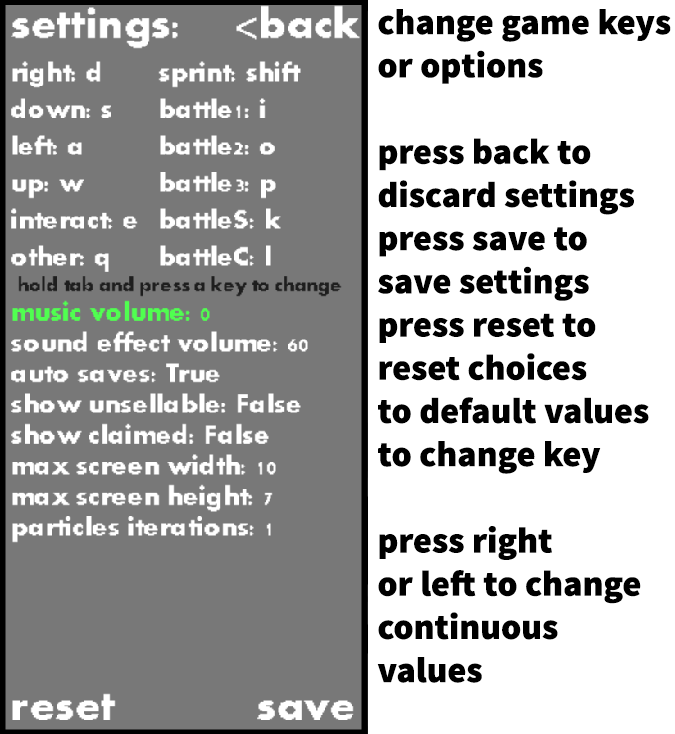 settings: <back
right: d sprint: shift
down: s battle1: i
left: a battle2: o
up: w battle3: p
interact: e battleS: k
other: q battleC: l
hold tab and press a key to change
music volume: 0
sound effect volume: 60
auto saves: True
show unsellable: False
show claimed: False
max screen width: 10
max screen height: 7
particles iterations: 1
reset save
change game keys
or options
press back to
discard settings
press save to
save settings
press reset to
reset choices
to default values
to change key
press right
or left to change
continuous
values